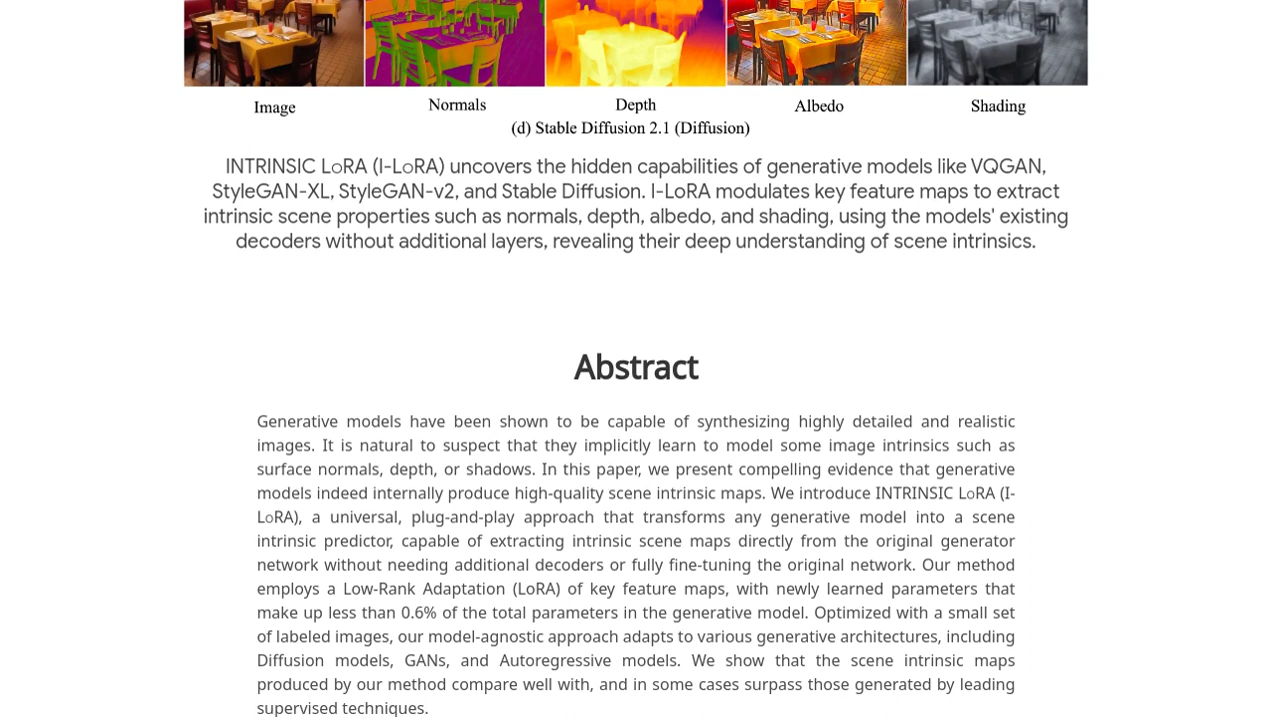 Image
Normals
Depth
Albedo
Shading
(d) Stable Diffusion 2.1 (Diffusion)
INTRINSIC LoRA (I-LoRA) uncovers the hidden capabilities of generative models like VQGAN,
StyleGAN-XL, StyleGAN-v2, and Stable Diffusion. I-LoRA modulates key feature maps to extract
intrinsic scene properties such as normals, depth, albedo, and shading, using the models' existing
decoders without additional layers, revealing their deep understanding of scene intrinsics.
Abstract
Generative models have been shown to be capable of synthesizing highly detailed and realistic
images. It is natural to suspect that they implicitly learn to model some image intrinsics such as
surface normals, depth, or shadows. In this paper, we present compelling evidence that generative
models indeed internally produce high-quality scene intrinsic maps. We introduce INTRINSIC LoRA (I-
LoRA), a universal, plug-and-play approach that transforms any generative model into a scene
intrinsic predictor, capable of extracting intrinsic scene maps directly from the original generator
network without needing additional decoders or fully fine-tuning the original network. Our method
employs a Low-Rank Adaptation (LoRA) of key feature maps, with newly learned parameters that
make up less than 0.6% of the total parameters in the generative model. Optimized with a small set
of labeled images, our model-agnostic approach adapts to various generative architectures, including
Diffusion models, GANs, and Autoregressive models. We show that the scene intrinsic maps
produced by our method compare well with, and in some cases surpass those generated by leading
supervised techniques.